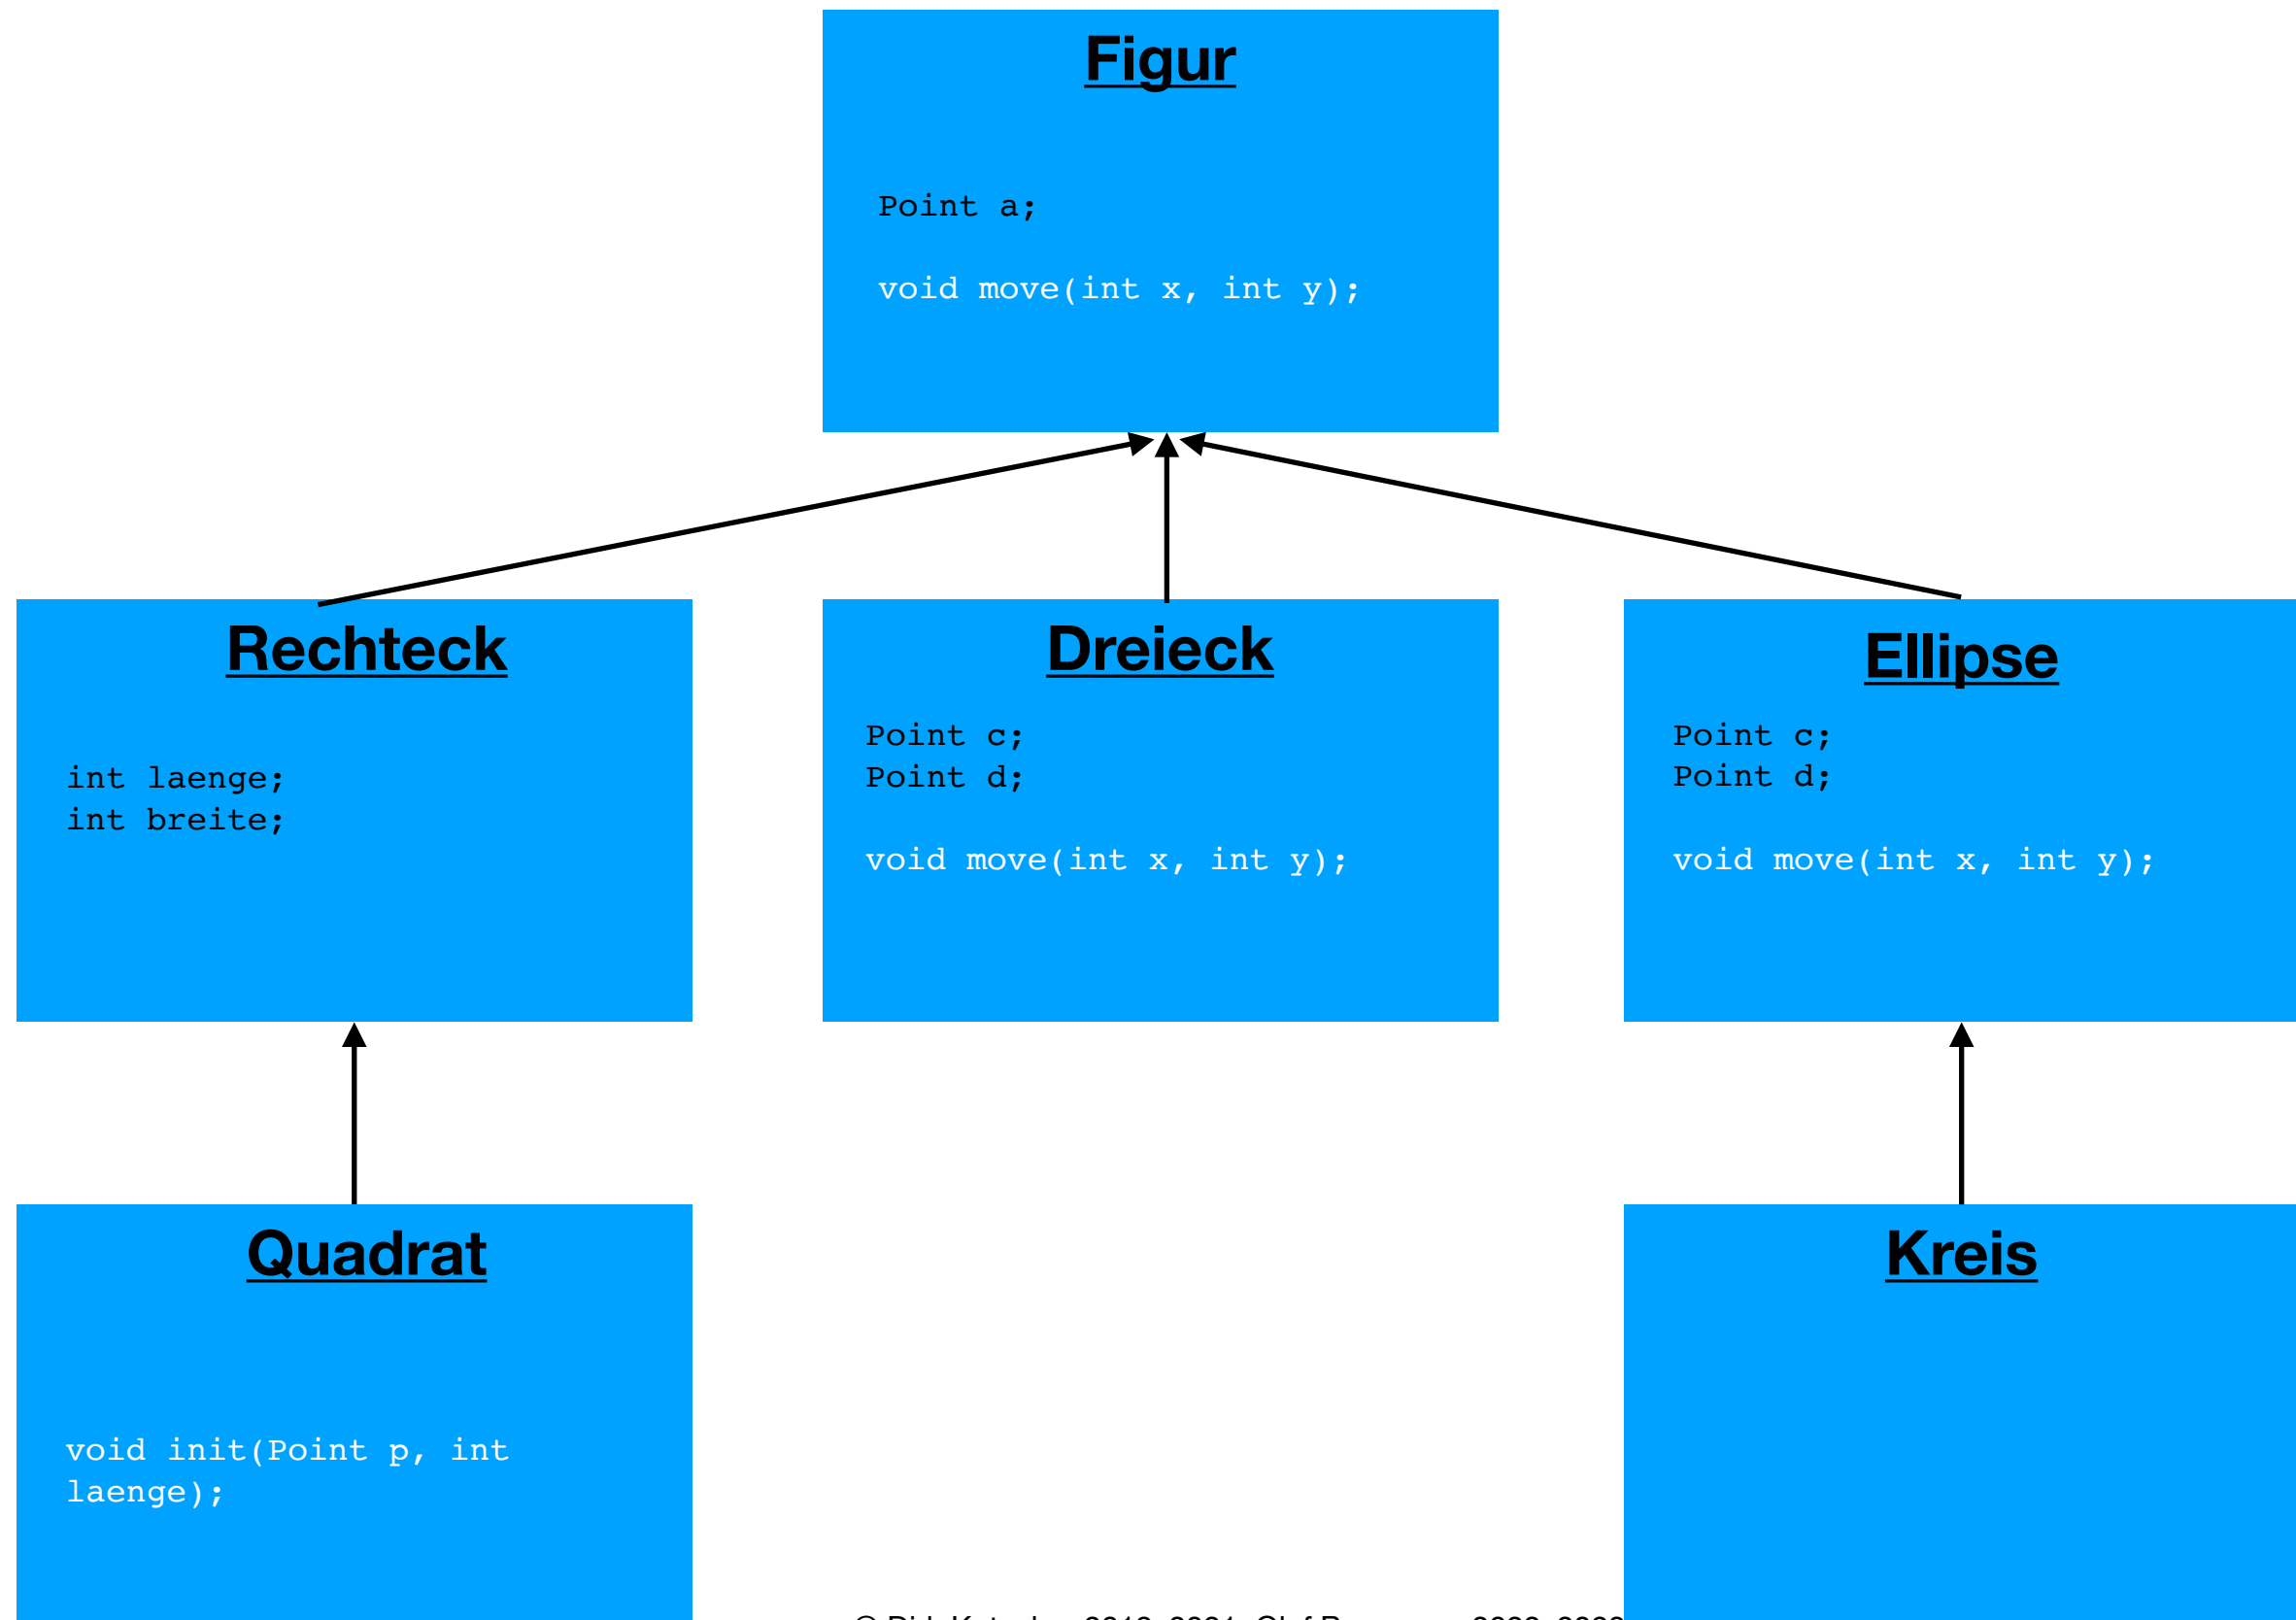 Figur
Point a;
void move(int x, int y);
Rechteck
int laenge;
int breite;
Dreieck
Point c;
Point d;
void move(int x, int y);
Ellipse
Point c;
Point d;
void move(int x, int y);
Quadrat
void init(Point p, int
laenge);
Kreis